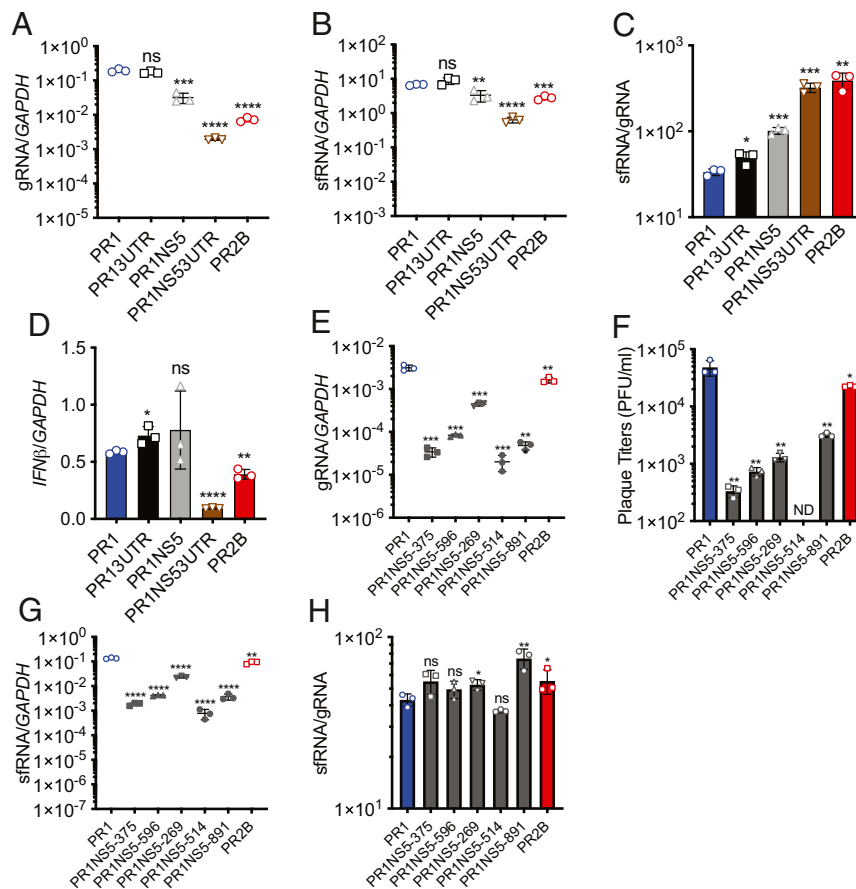 A
gRNA/GAPDH
1×10⁰
1×10⁻¹
1×10⁻²
1×10⁻³
1×10⁻⁴
1×10⁻⁵
ns
***
****
****
PR1
PR13UTR
PR1NS5
PR1NS53UTR
PR2B
B
sfRNA/GAPDH
1×10²
1×10¹
1×10⁰
1×10⁻¹
1×10⁻²
1×10⁻³
ns
**
****
***
PR1
PR13UTR
PR1NS5
PR1NS53UTR
PR2B
C
sfRNA/gRNA
1×10³
1×10²
1×10¹
*
***
***
**
PR1
PR13UTR
PR1NS5
PR1NS53UTR
PR2B
D
IFNβ/GAPDH
1.5
1.0
0.5
0.0
*
ns
****
**
PR1
PR13UTR
PR1NS5
PR1NS53UTR
PR2B
E
gRNA/GAPDH
1×10⁻²
1×10⁻³
1×10⁻⁴
1×10⁻⁵
1×10⁻⁶
***
***
***
***
**
**
PR1
PR1NS5-375
PR1NS5-596
PR1NS5-269
PR1NS5-514
PR1NS5-891
PR2B
F
Plaque Titers (PFU/ml)
1×10⁵
1×10⁴
1×10³
1×10²
**
**
**
ND
**
*
PR1
PR1NS5-375
PR1NS5-596
PR1NS5-269
PR1NS5-514
PR1NS5-891
PR2B
G
sfRNA/GAPDH
1×10⁰
1×10⁻¹
1×10⁻²
1×10⁻³
1×10⁻⁴
1×10⁻⁵
1×10⁻⁶
1×10⁻⁷
****
****
****
****
****
**
PR1
PR1NS5-375
PR1NS5-596
PR1NS5-269
PR1NS5-514
PR1NS5-891
PR2B
H
sfRNA/gRNA
1×10²
1×10¹
ns
ns
*
ns
**
*
PR1
PR1NS5-375
PR1NS5-596
PR1NS5-269
PR1NS5-514
PR1NS5-891
PR2B